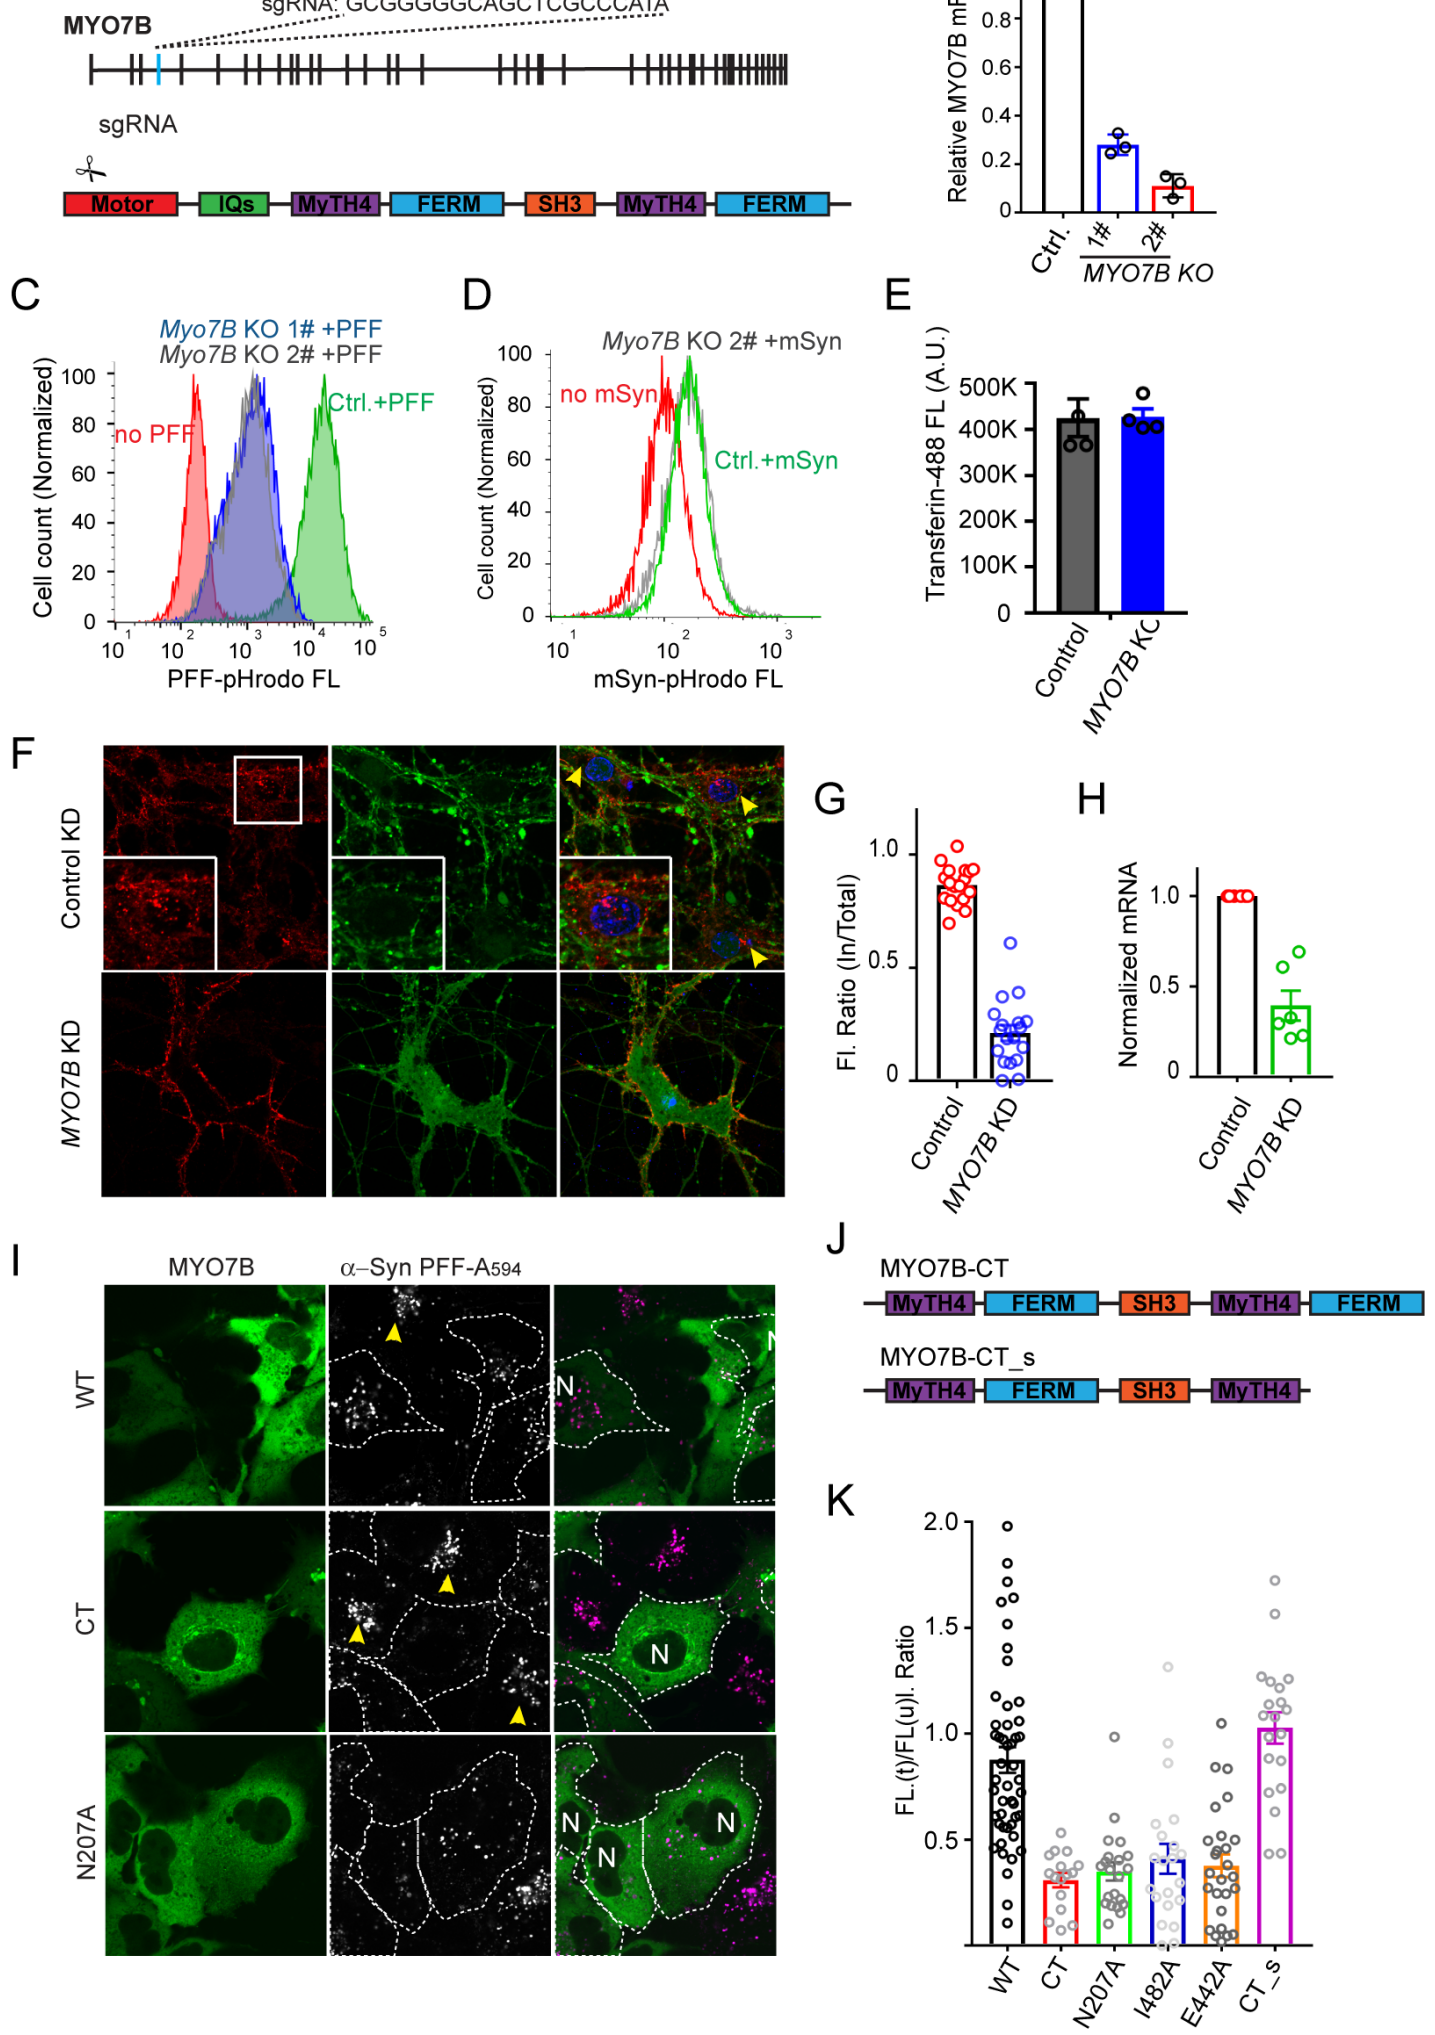 sgRNA: GCGGGGGCAGCTCGCCCATA
MYO7B
sgRNA
Motor IQs MyTH4 FERM SH3 MyTH4 FERM
Relative MYO7B
0.8
0.6
0.4
0.2
0
Ctrl. 1# 2#
MYO7B KO
C
Myo7B KO 1# +PFF
Myo7B KO 2# +PFF
Ctrl.+PFF
no PFF
Cell count (Normalized)
100
80
60
40
20
0
10 1 10 2 10 3 10 4 10 5
PFF-pHrodo FL
D
Myo7B KO 2# +mSyn
no mSyn
Ctrl.+mSyn
Cell count (Normalized)
100
80
60
40
20
0
10 1 10 2 10 3
mSyn-pHrodo FL
E
Transferin-488 FL (A.U.)
500K
400K
300K
200K
100K
0
Control MYO7B KC
F
Control KD
MYO7B KD
G
Fl. Ratio (In/Total)
1.0
0.5
0
Control MYO7B KD
H
Normalized mRNA
1.0
0.5
0
Control MYO7B KD
I
MYO7B α–Syn PFF-A594
WT
N
CT
N
N207A
N N N
J
MYO7B-CT
MyTH4 FERM SH3 MyTH4 FERM
MYO7B-CT_s
MyTH4 FERM SH3 MyTH4
K
FL.(t)/FL(u)l. Ratio
2.0
1.5
1.0
0.5
WT CT N207A I482A E442A CT_s